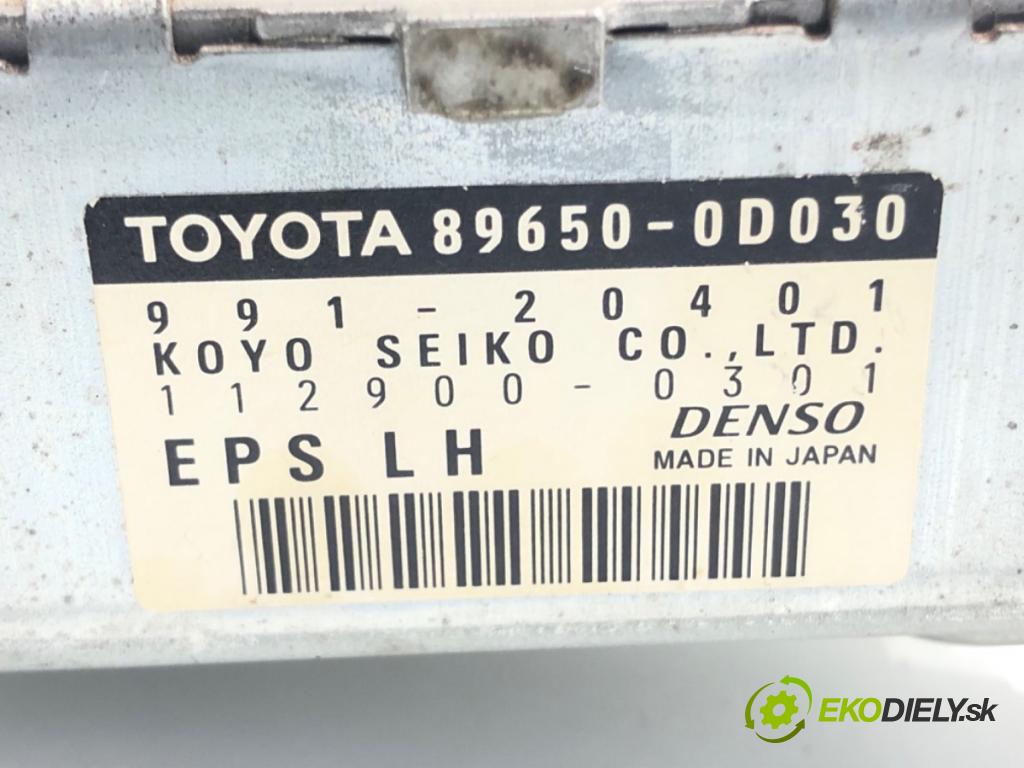 TOYOTA 89650-0D030
991-20401
KOYO SEIKO CO.,LTD.
112900-0301
DENSO
EPS LH
MADE IN JAPAN
EKODIELY.sk